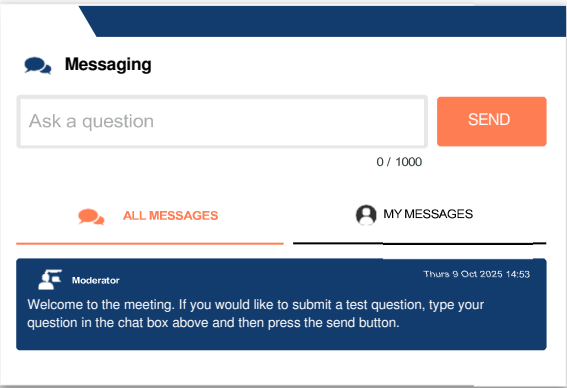 Messaging
Ask a question
SEND
0 / 1000
ALL MESSAGES
MY MESSAGES
Moderator
Thurs 9 Oct 2025 14:53
Welcome to the meeting. If you would like to submit a test question, type your
question in the chat box above and then press the send button.